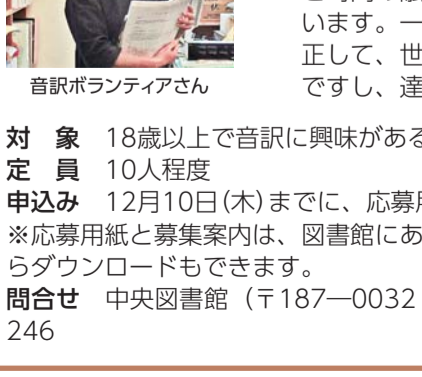 います。一
正して、世
ですし、達
音訳ボランティアさん
対　象　18歳以上で音訳に興味がある
定　員　10人程度
申込み　12月10日(木)までに、応募用
※応募用紙と募集案内は、図書館にあ
らダウンロードもできます。
問合せ　中央図書館（〒187―0032
246